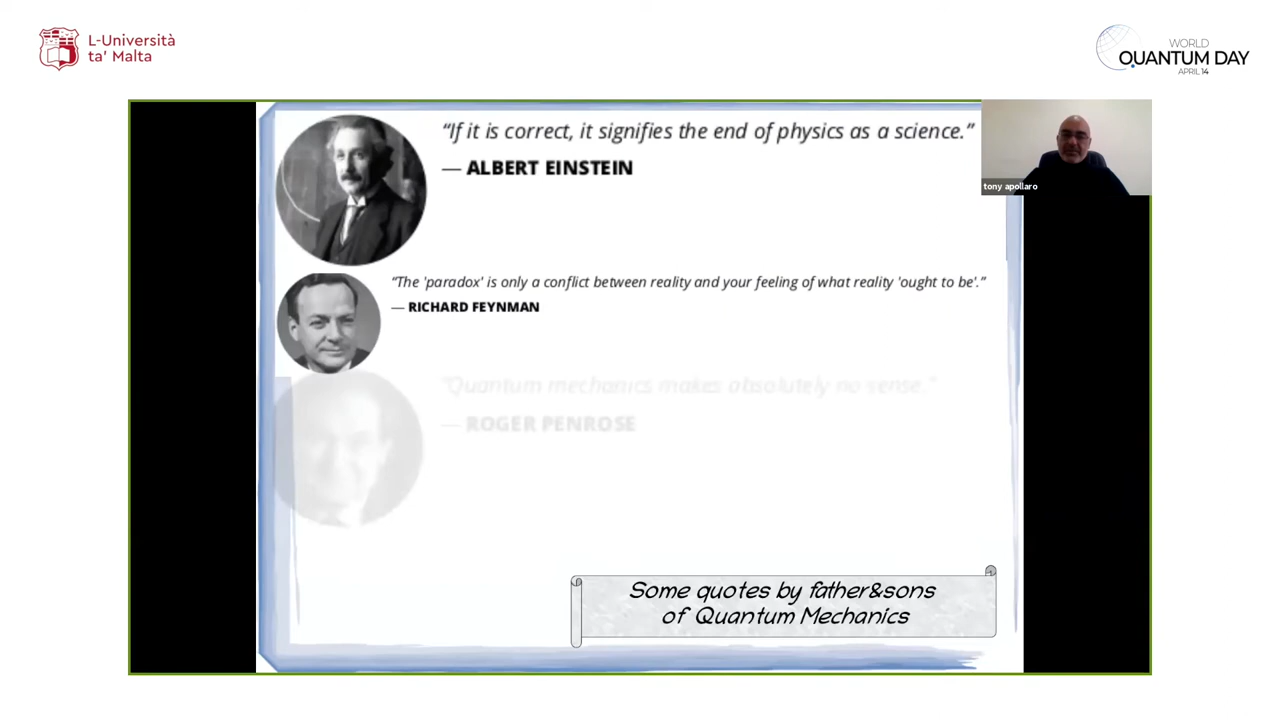 L-Università
ta' Malta
WORLD
QUANTUM DAY
APRIL 14
“If it is correct, it signifies the end of physics as a science.”
— ALBERT EINSTEIN
tony apollaro
“The 'paradox' is only a conflict between reality and your feeling of what reality 'ought to be'.”
— RICHARD FEYNMAN
“Quantum mechanics makes absolutely no sense.”
— ROGER PENROSE
Some quotes by father&sons
of Quantum Mechanics